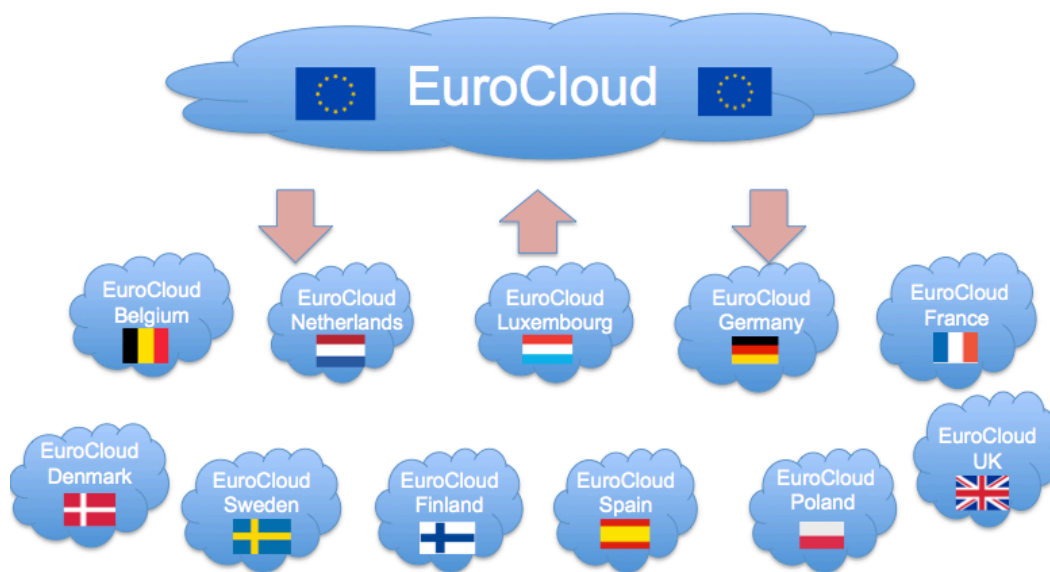 EuroCloud
EuroCloud
Belgium
EuroCloud
Netherlands
EuroCloud
Luxembourg
EuroCloud
Germany
EuroCloud
France
EuroCloud
Denmark
EuroCloud
Sweden
EuroCloud
Finland
EuroCloud
Spain
EuroCloud
Poland
EuroCloud
UK